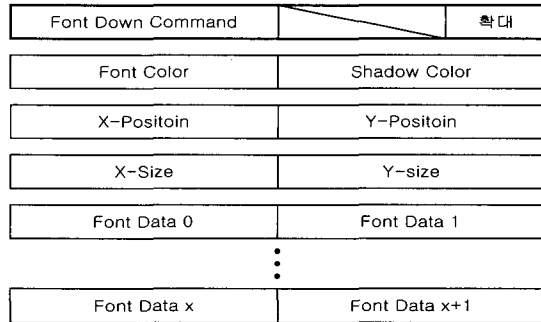 Font Down Command 확대
Font Color Shadow Color
X-Positoin Y-Positoin
X-Size Y-size
Font Data 0 Font Data 1
Font Data x Font Data x+1